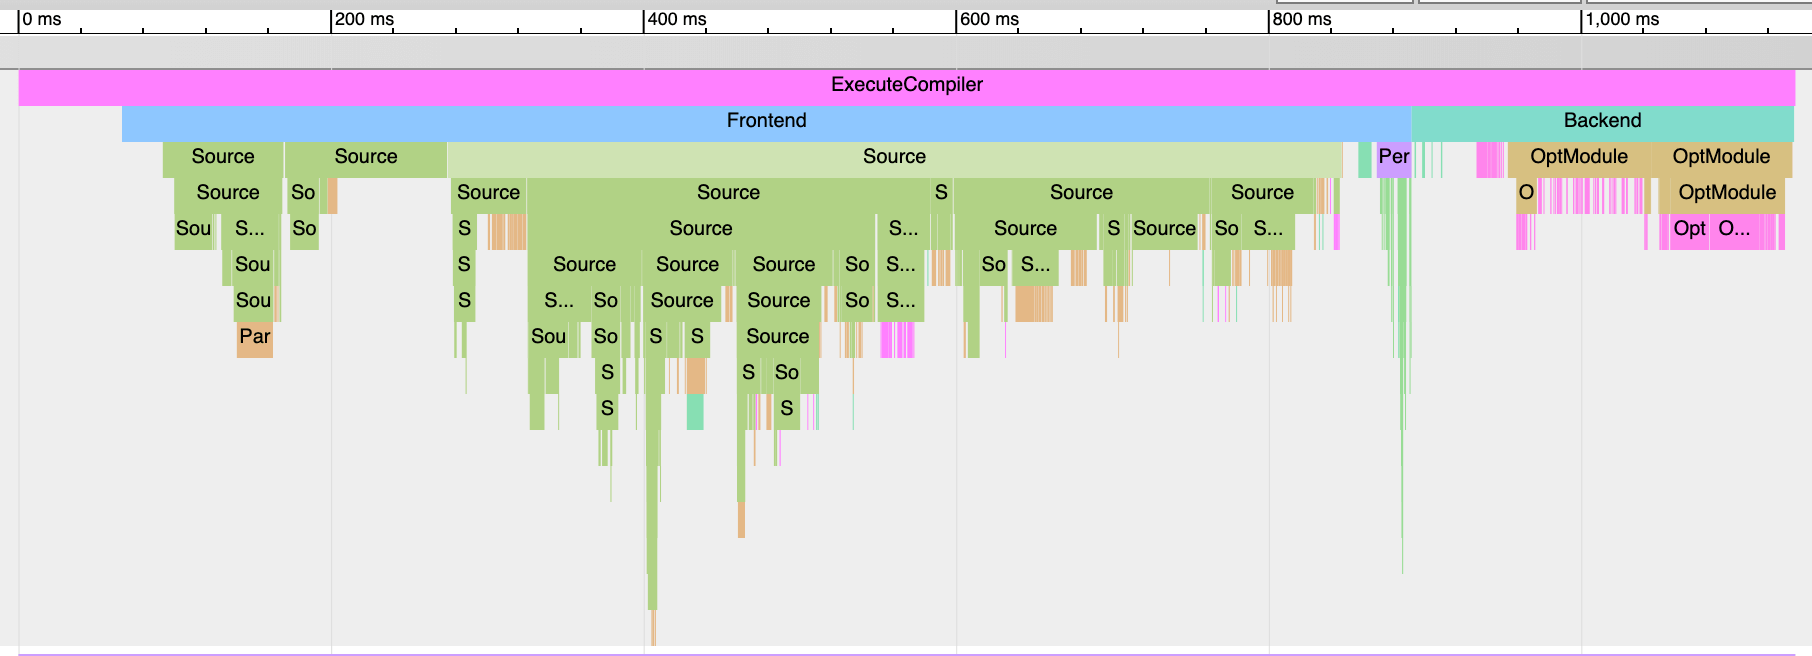 0 ms 200 ms 400 ms 600 ms 800 ms 1,000 ms
ExecuteCompiler
Frontend Backend
Source Source Source Per OptModule OptModule
Source So Source Source S Source Source O OptModule
Sou S... So S Source S... Source S Source So S... Opt O...
Sou S Source Source Source So S... So S...
Sou S S... So Source Source So S...
Par Sou So S S Source
S S So
S S